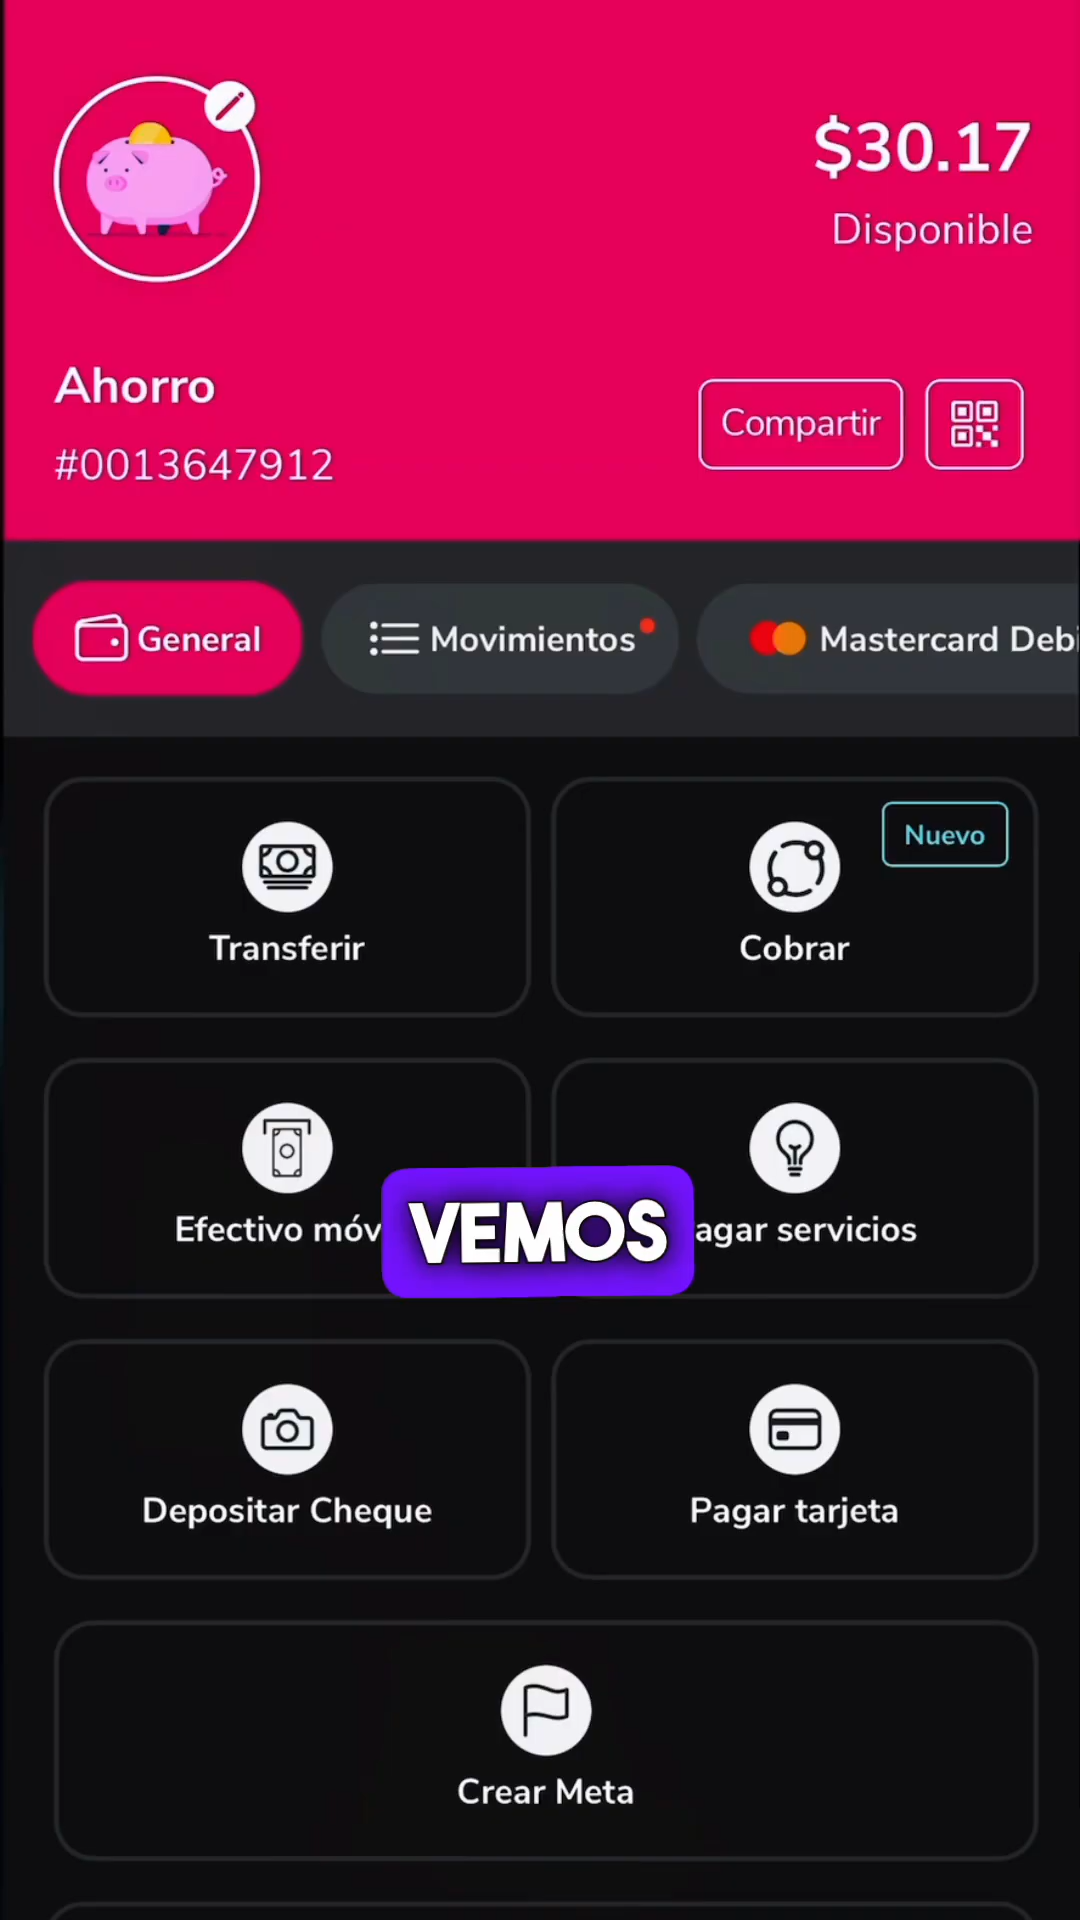 $30.17
Disponible
Ahorro
#0013647912
Compartir
General
Movimientos
Mastercard Debi
Nuevo
Transferir
Cobrar
Efectivo móv
VEMOS
agar servicios
Depositar Cheque
Pagar tarjeta
Crear Meta